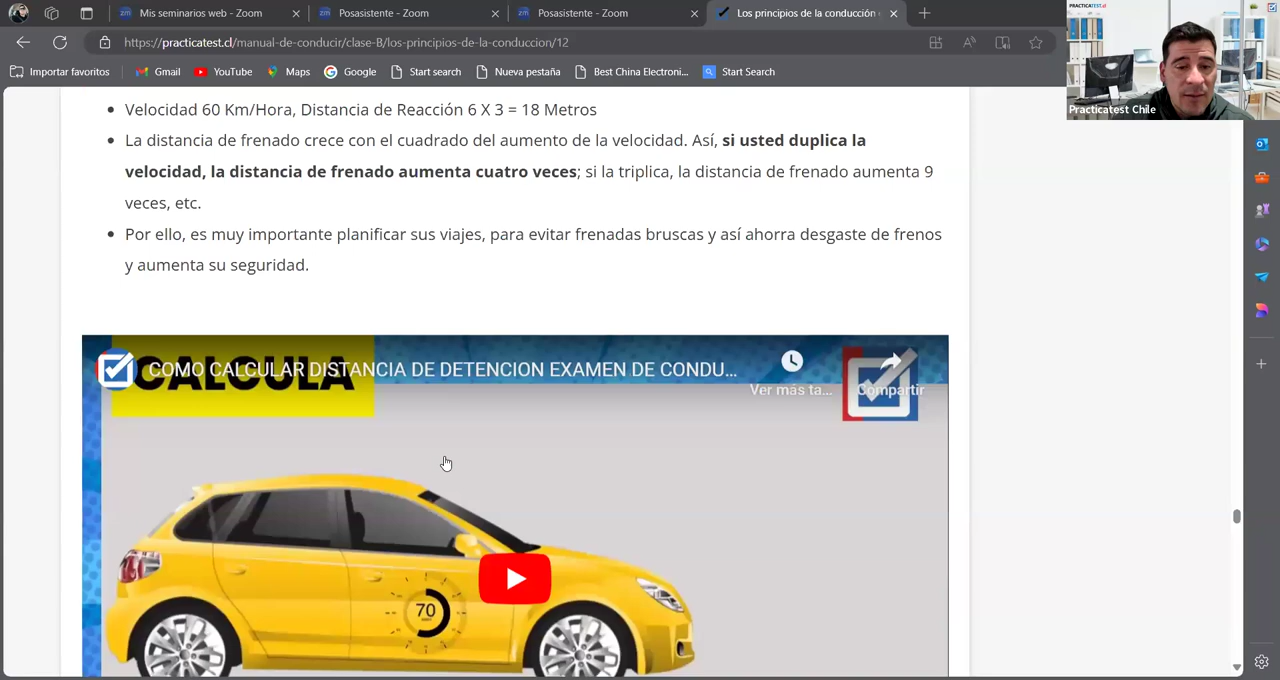 Mis seminarios web - Zoom
Posasistente - Zoom
Posasistente - Zoom
Los principios de la conducción
https://practicatest.cl/manual-de-conducir/clase-B/los-principios-de-la-conduccion/12
Importar favoritos
Gmail
YouTube
Maps
Google
Start search
Nueva pestaña
Best China Electroni...
Start Search
PRACTICATEST.cl
Practicatest Chile
Velocidad 60 Km/Hora, Distancia de Reacción 6 X 3 = 18 Metros
La distancia de frenado crece con el cuadrado del aumento de la velocidad. Así, si usted duplica la
velocidad, la distancia de frenado aumenta cuatro veces; si la triplica, la distancia de frenado aumenta 9
veces, etc.
Por ello, es muy importante planificar sus viajes, para evitar frenadas bruscas y así ahorra desgaste de frenos
y aumenta su seguridad.
CALCULA
COMO CALCULAR DISTANCIA DE DETENCION EXAMEN DE CONDU...
Ver más ta...
Compartir
70